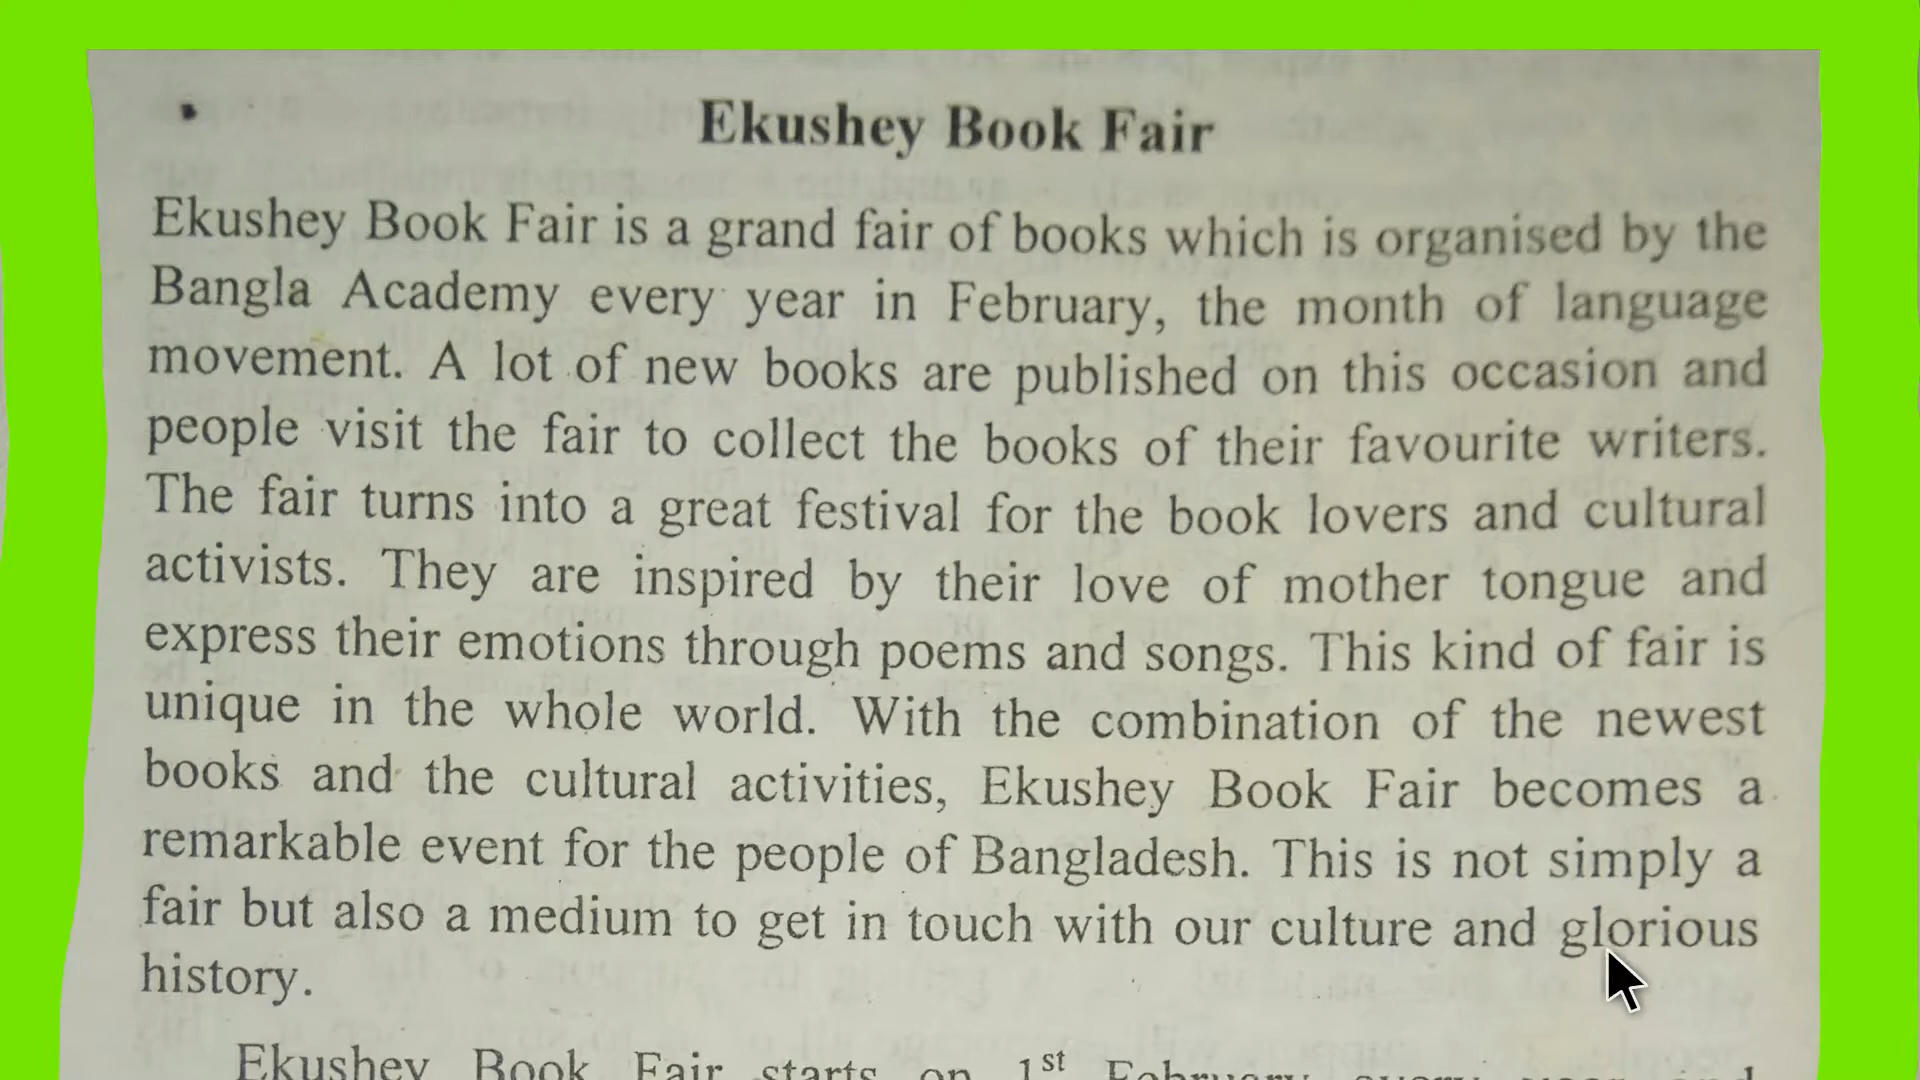 Ekushey Book Fair
Ekushey Book Fair is a grand fair of books which is organised by the
Bangla Academy every year in February, the month of language
movement. A lot of new books are published on this occasion and
people visit the fair to collect the books of their favourite writers.
The fair turns into a great festival for the book lovers and cultural
activists. They are inspired by their love of mother tongue and
express their emotions through poems and songs. This kind of fair is
unique in the whole world. With the combination of the newest
books and the cultural activities, Ekushey Book Fair becomes a
remarkable event for the people of Bangladesh. This is not simply a
fair but also a medium to get in touch with our culture and glorious
history.
Ekushey Book Fair starts on 1st February every year